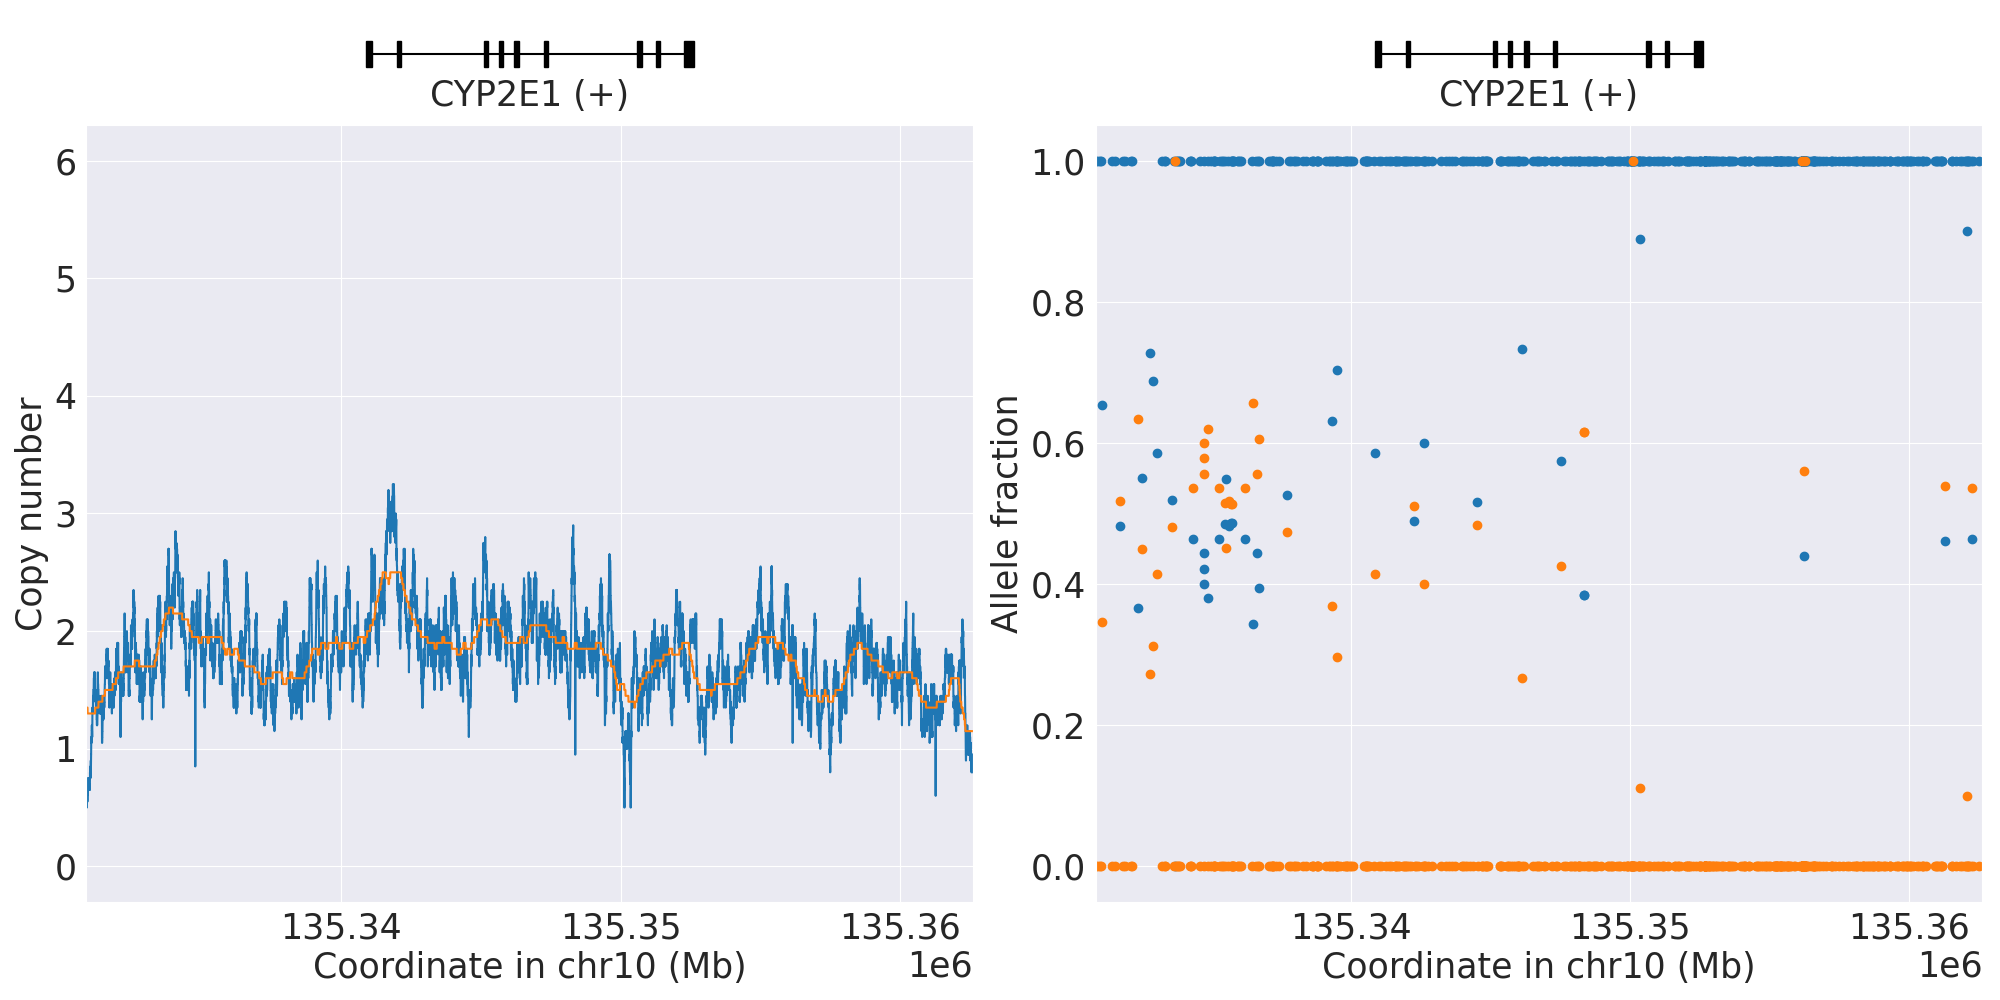 CYP2E1 (+)
6
5
4
3
2
1
0
Copy number
135.34 135.35 135.36
Coordinate in chr10 (Mb)
1e6
CYP2E1 (+)
1.0
0.8
0.6
0.4
0.2
0.0
Allele fraction
135.34 135.35 135.36
Coordinate in chr10 (Mb)
1e6